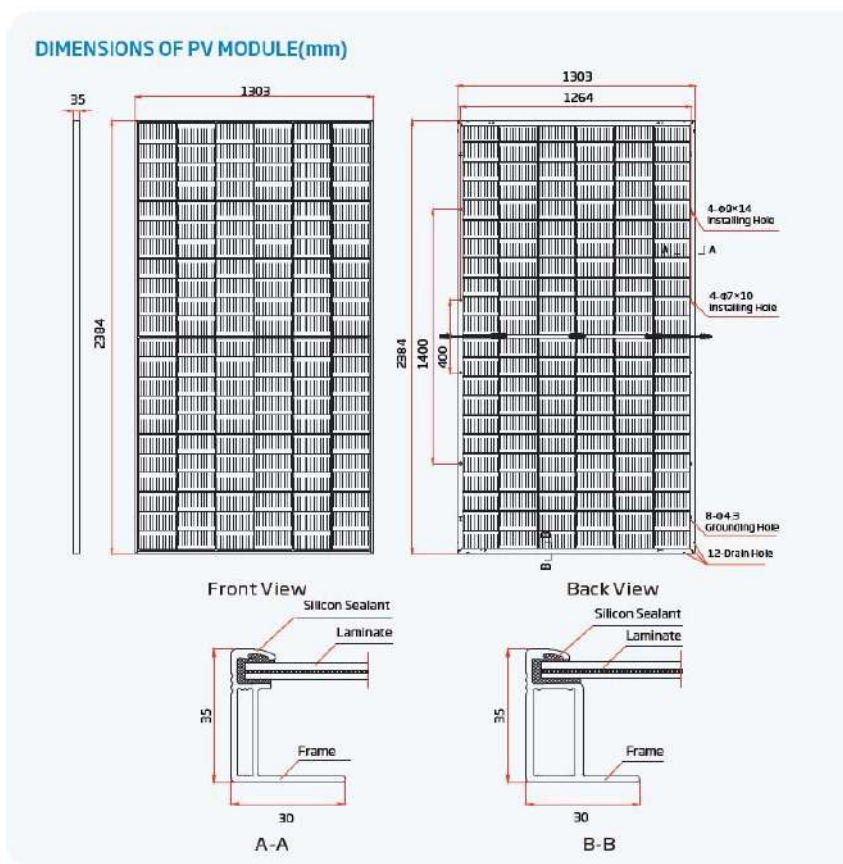 DIMENSIONS OF PV MODULE(mm)
35
1303
2384
Front View
1303
1264
2384
1400
400
4-Φ9×14
Installing Hole
A A
4-Φ7×10
Installing Hole
8-Φ4.3
Grounding Hole
12-Drain Hole
B
B
Back View
Silicon Sealant
Laminate
35
Frame
30
A-A
Silicon Sealant
Laminate
35
Frame
30
B-B